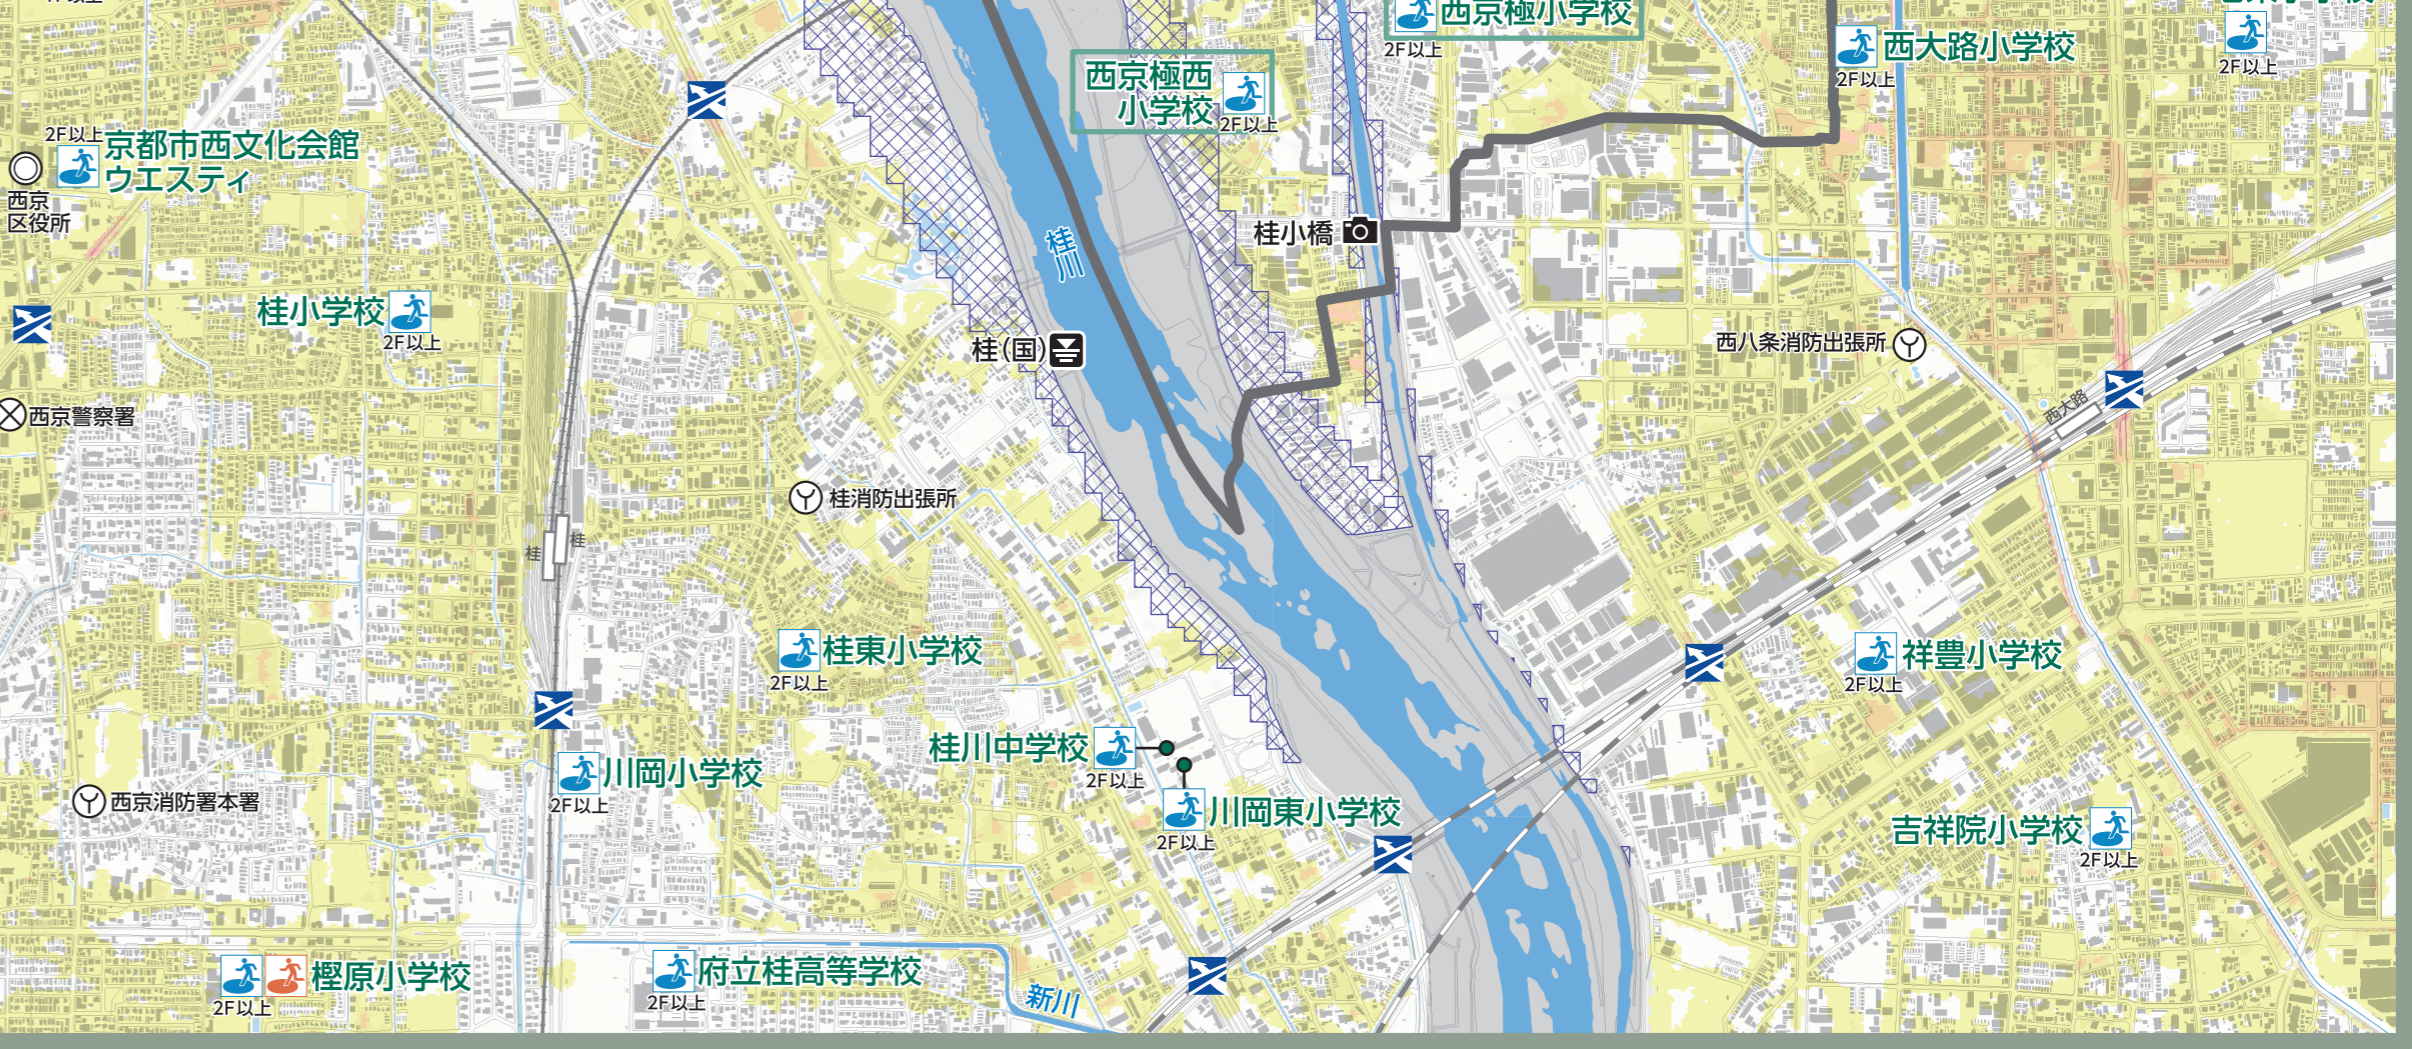 西京極小学校
2F以上
西大路小学校
2F以上
2F以上
西京極西
小学校
2F以上
2F以上
京都市西文化会館
ウエスティ
西京
区役所
桂川
桂小橋
桂小学校
2F以上
桂(国)
西八条消防出張所
西大路
西京警察署
桂消防出張所
桂
桂
桂東小学校
2F以上
祥豊小学校
2F以上
桂川中学校
2F以上
川岡小学校
2F以上
西京消防署本署
川岡東小学校
2F以上
吉祥院小学校
2F以上
樫原小学校
2F以上
府立桂高等学校
2F以上
新川